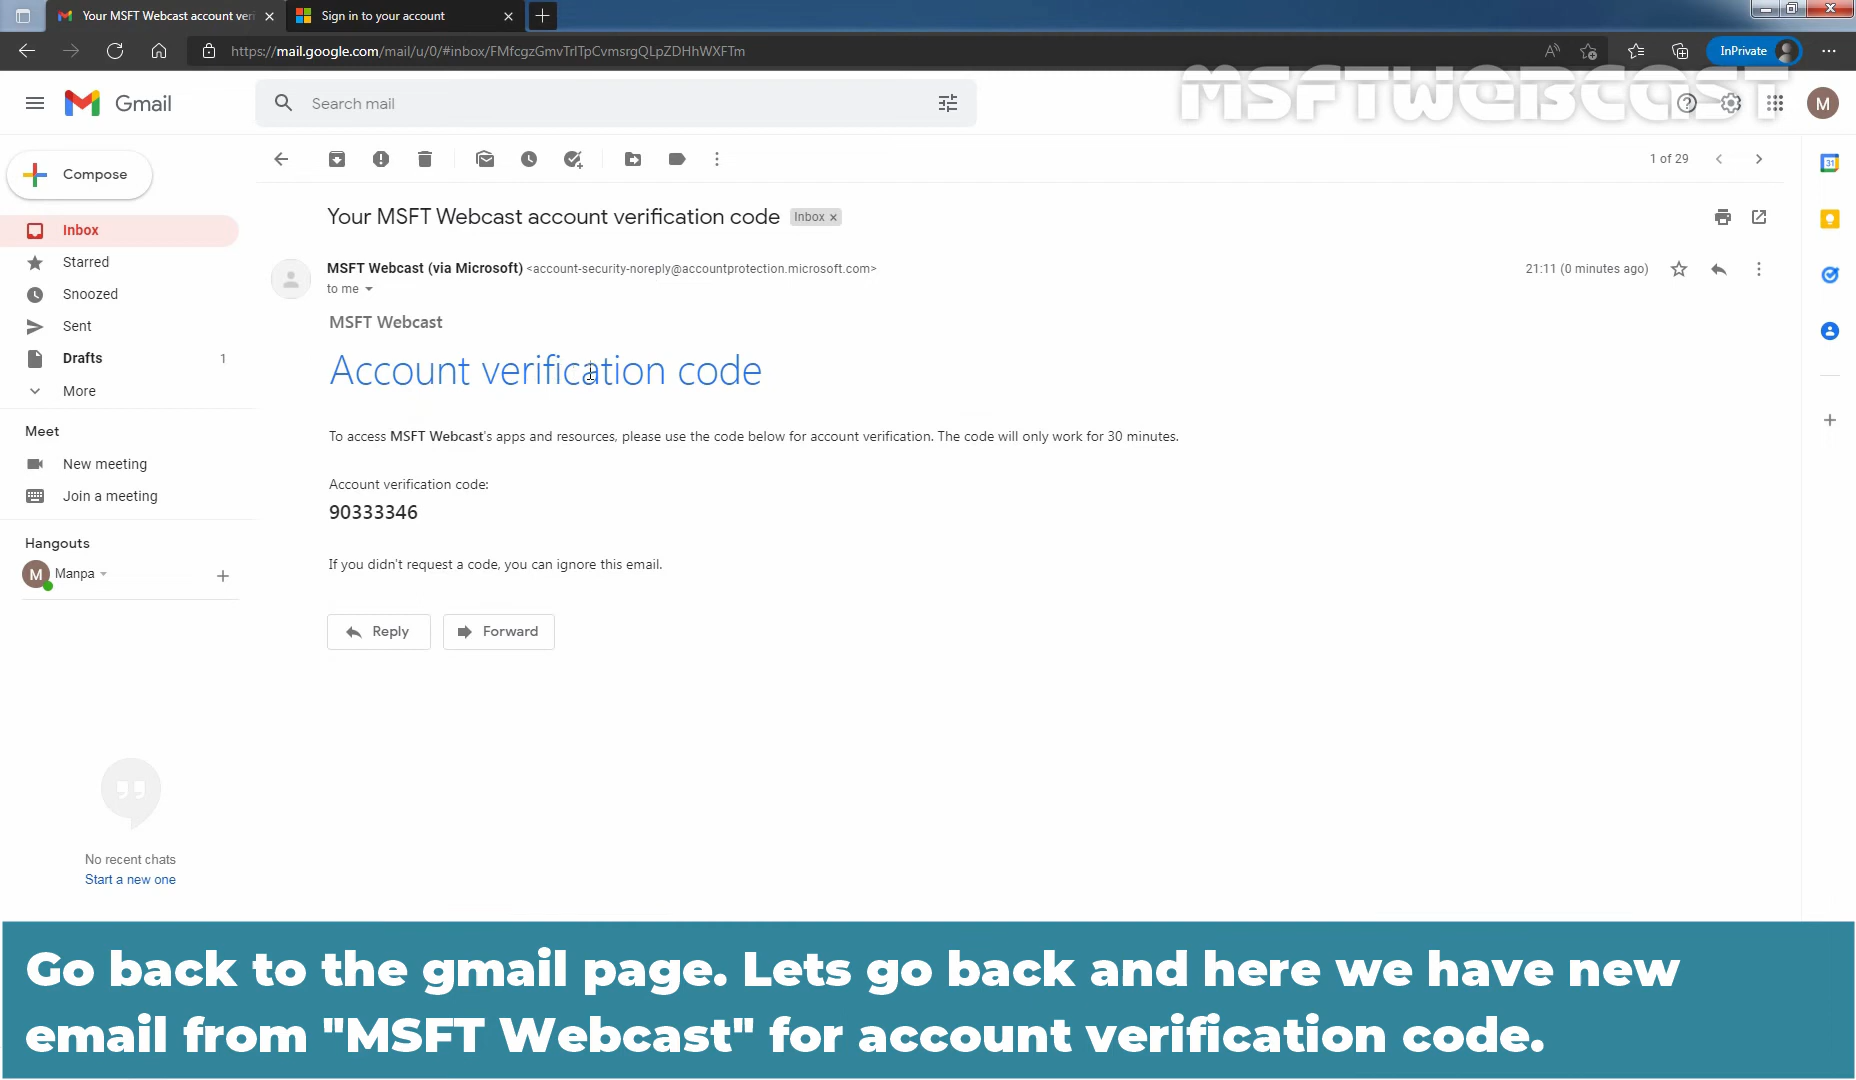 Your MSFT Webcast account veri
Sign in to your account
https://mail.google.com/mail/u/0/#inbox/FMfcgzGmvTrlTpCvmsrgQLpZDHhWXFTm
InPrivate
MSFTWEBCAST
Gmail
Search mail
M
Compose
1 of 29
31
Your MSFT Webcast account verification code
Inbox ×
Inbox
Starred
Snoozed
Sent
Drafts 1
More
MSFT Webcast (via Microsoft) <account-security-noreply@accountprotection.microsoft.com>
21:11 (0 minutes ago)
to me
MSFT Webcast
Account verification code
To access MSFT Webcast's apps and resources, please use the code below for account verification. The code will only work for 30 minutes.
Account verification code:
90333346
If you didn't request a code, you can ignore this email.
Reply
Forward
Meet
New meeting
Join a meeting
Hangouts
M
Manpa
No recent chats
Start a new one
Go back to the gmail page. Lets go back and here we have new
email from "MSFT Webcast" for account verification code.